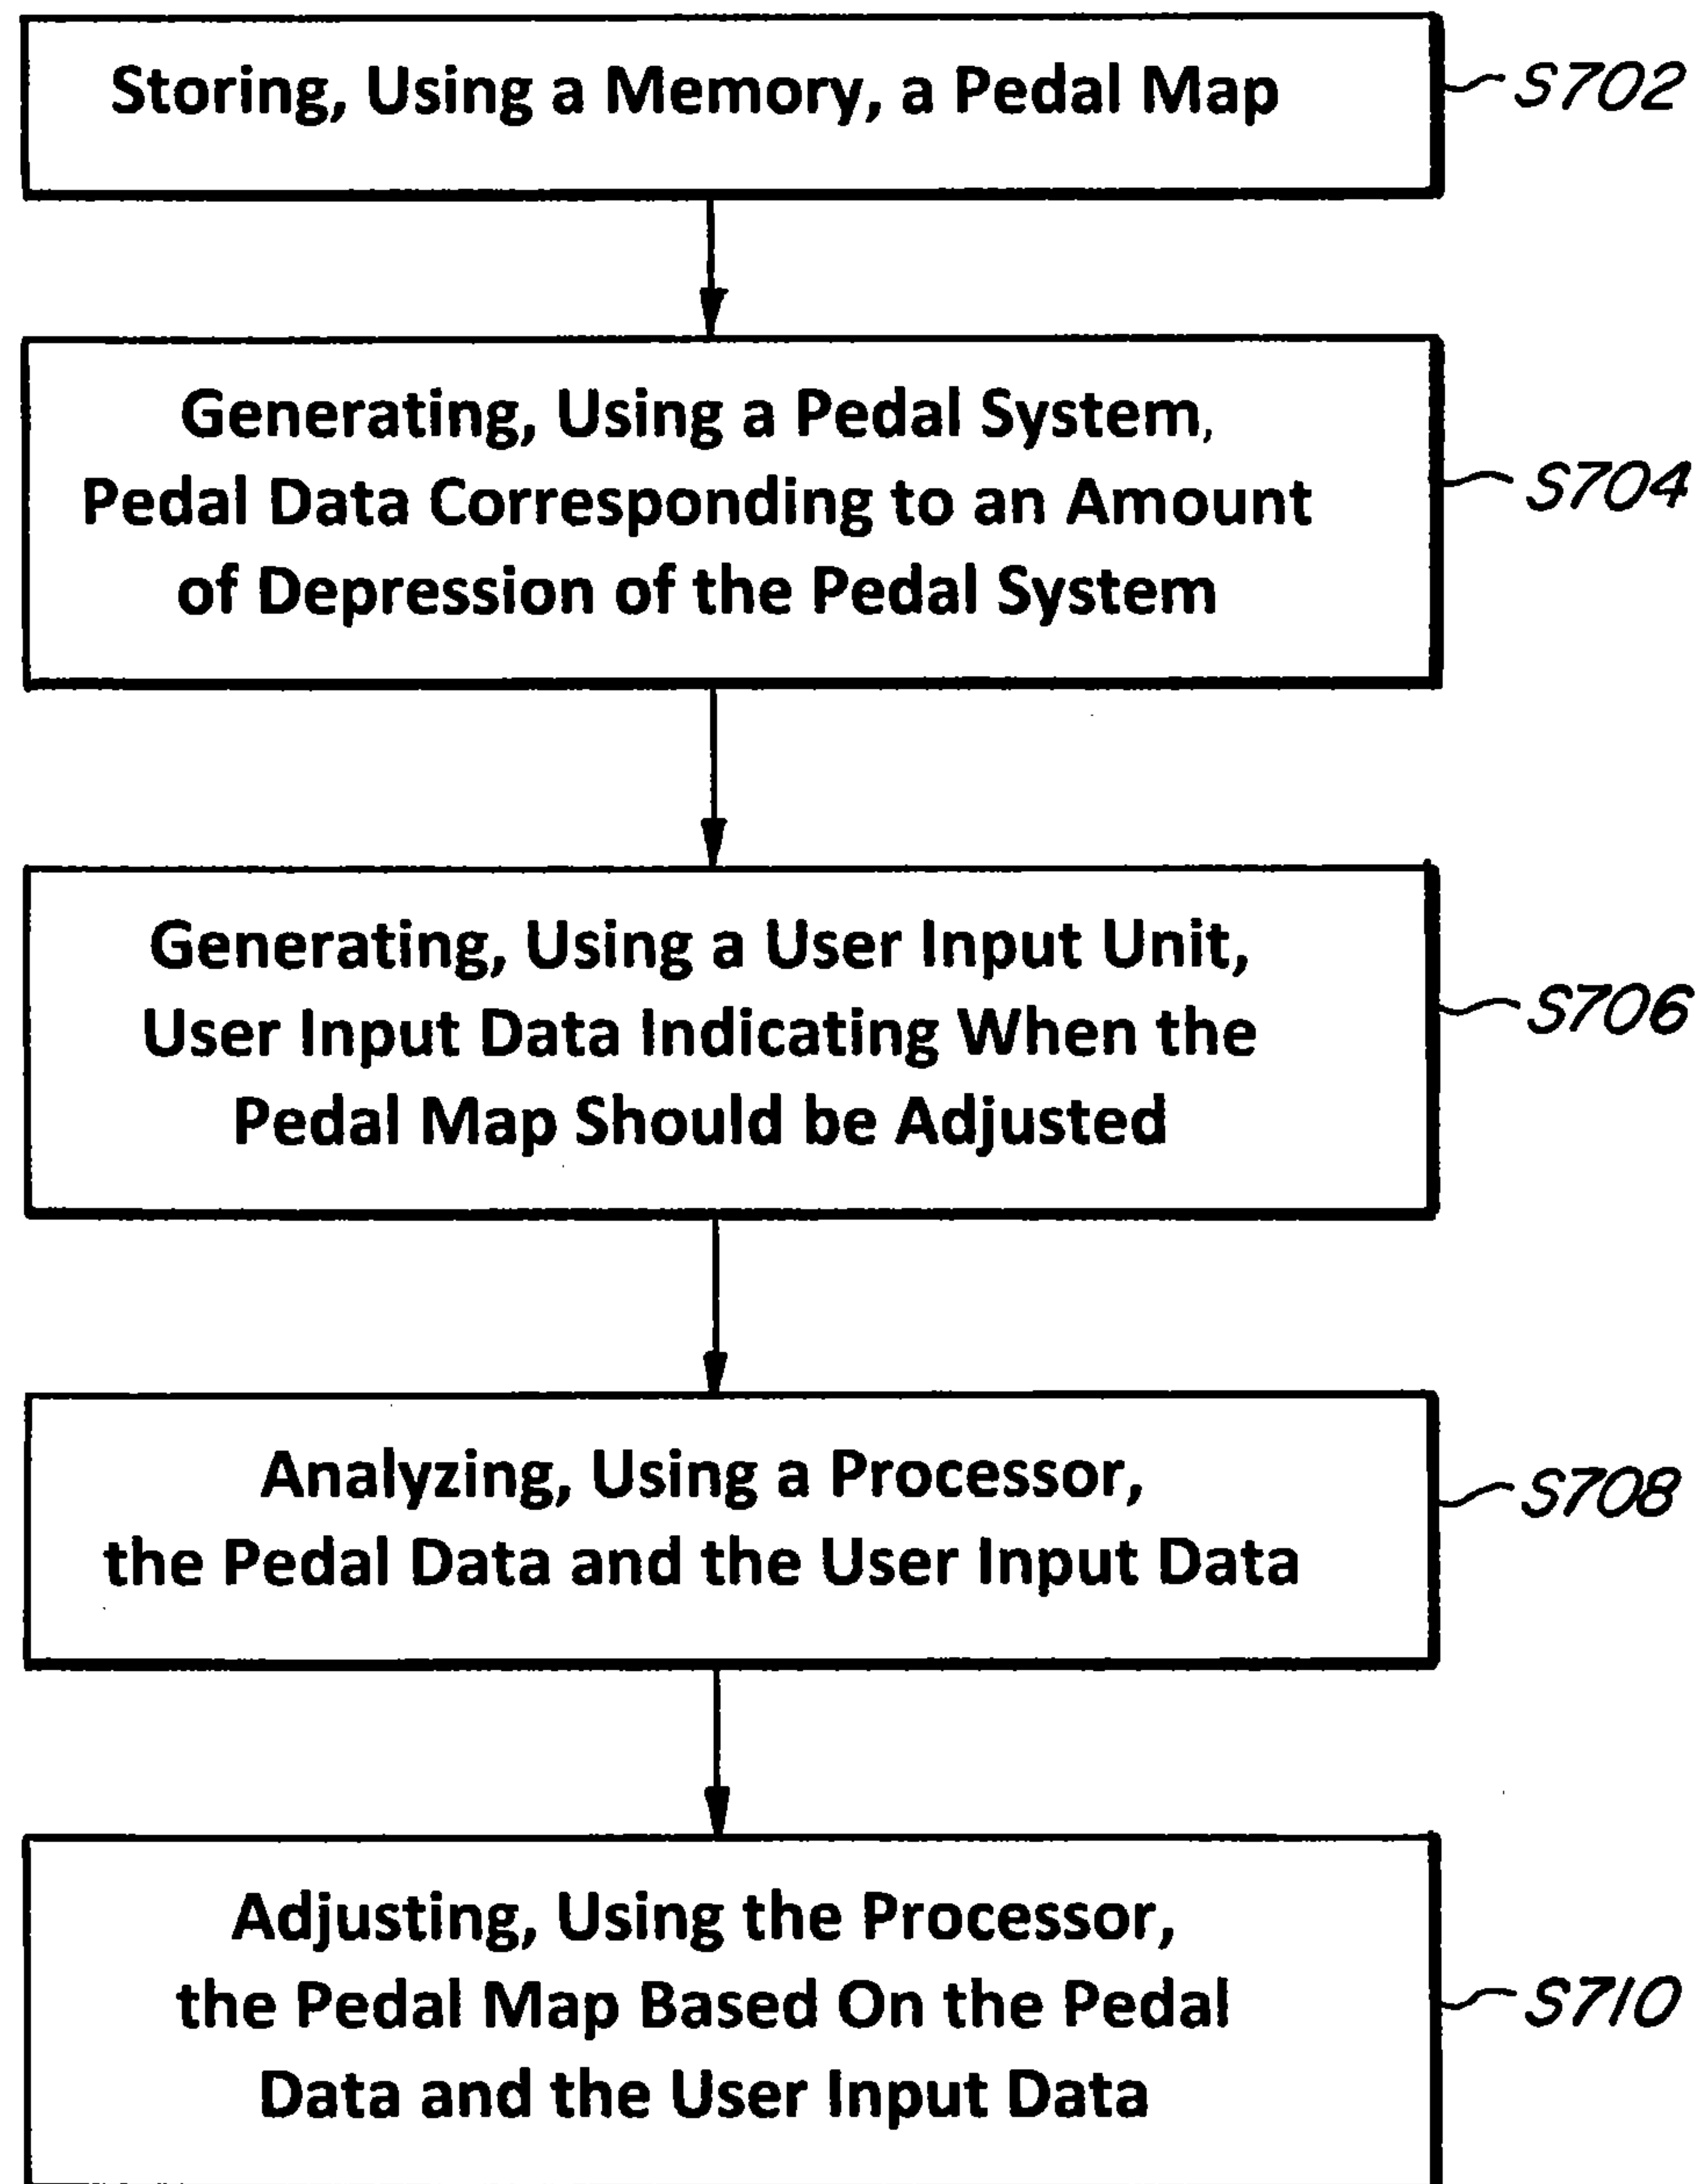 Storing, Using a Memory, a Pedal Map
S702
Generating, Using a Pedal System,
Pedal Data Corresponding to an Amount
of Depression of the Pedal System
S704
Generating, Using a User Input Unit,
User Input Data Indicating When the
Pedal Map Should be Adjusted
S706
Analyzing, Using a Processor,
the Pedal Data and the User Input Data
S708
Adjusting, Using the Processor,
the Pedal Map Based On the Pedal
Data and the User Input Data
S710